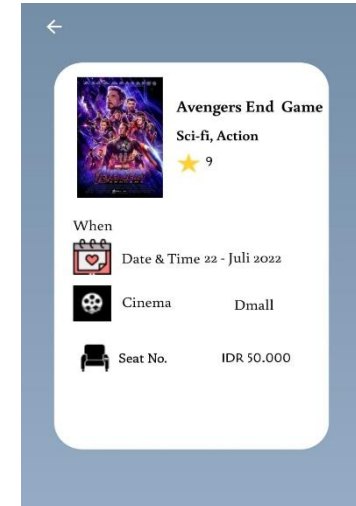 Avengers End Game
Sci-fi, Action
9
When
Date & Time 22 - Juli 2022
Cinema Dmall
Seat No. IDR 50.000